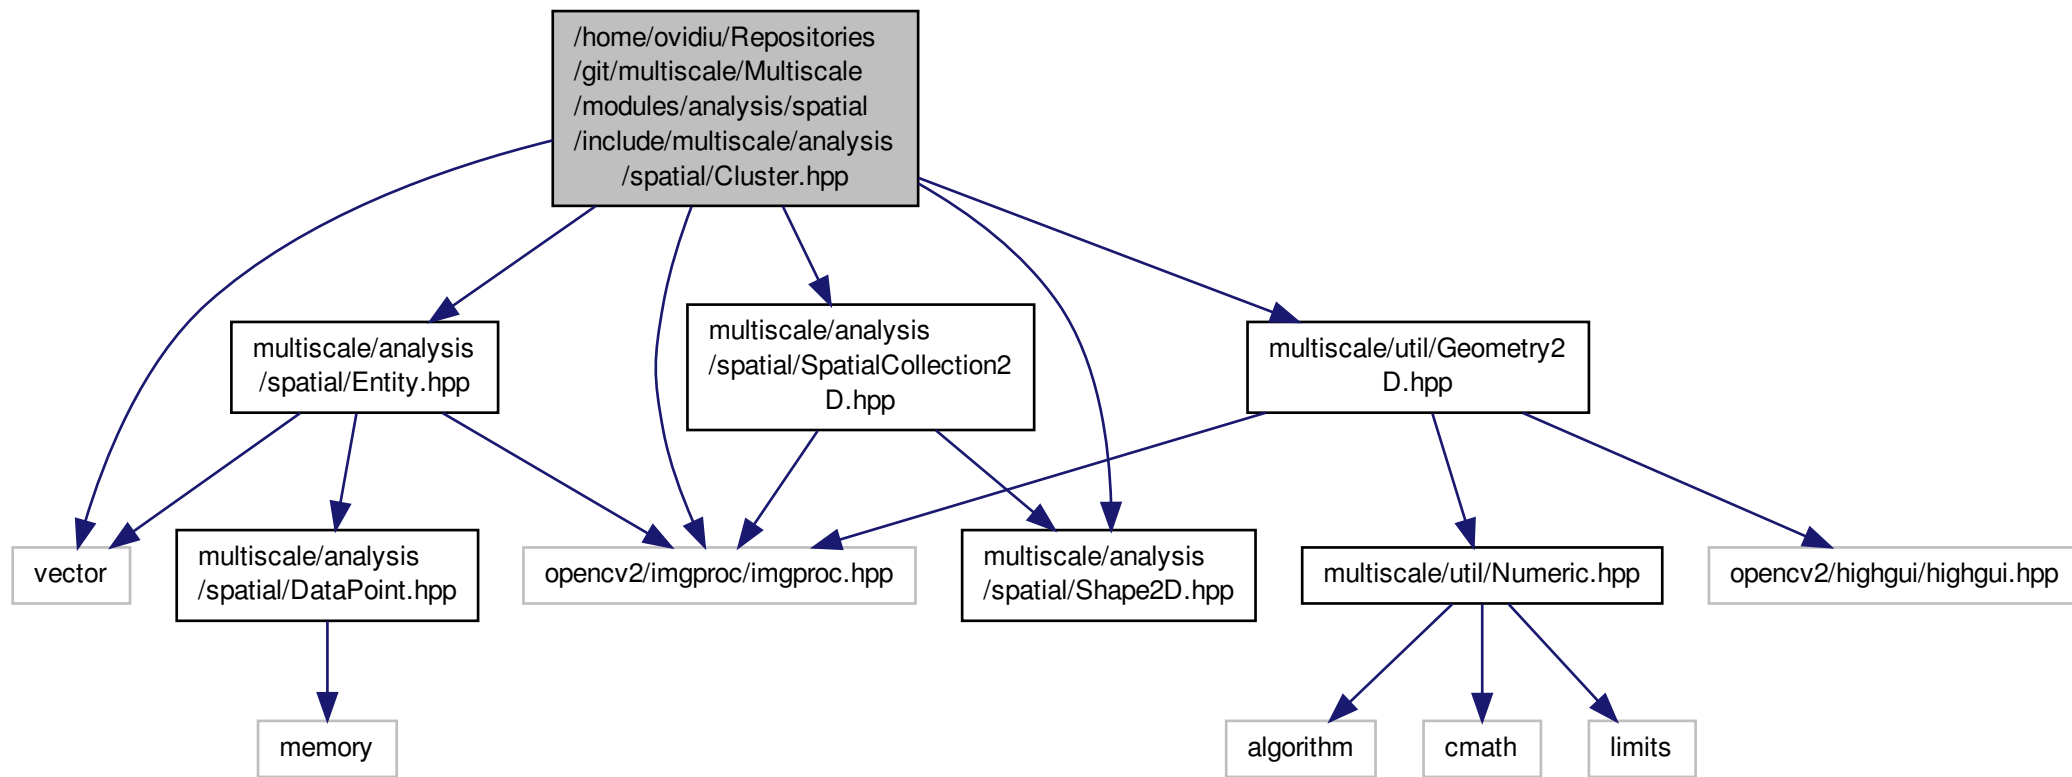 /home/ovidiu/Repositories
/git/multiscale/Multiscale
/modules/analysis/spatial
/include/multiscale/analysis
/spatial/Cluster.hpp
multiscale/analysis
/spatial/Entity.hpp
multiscale/analysis
/spatial/SpatialCollection2
D.hpp
multiscale/util/Geometry2
D.hpp
vector
multiscale/analysis
/spatial/DataPoint.hpp
opencv2/imgproc/imgproc.hpp
multiscale/analysis
/spatial/Shape2D.hpp
multiscale/util/Numeric.hpp
opencv2/highgui/highgui.hpp
memory
algorithm
cmath
limits